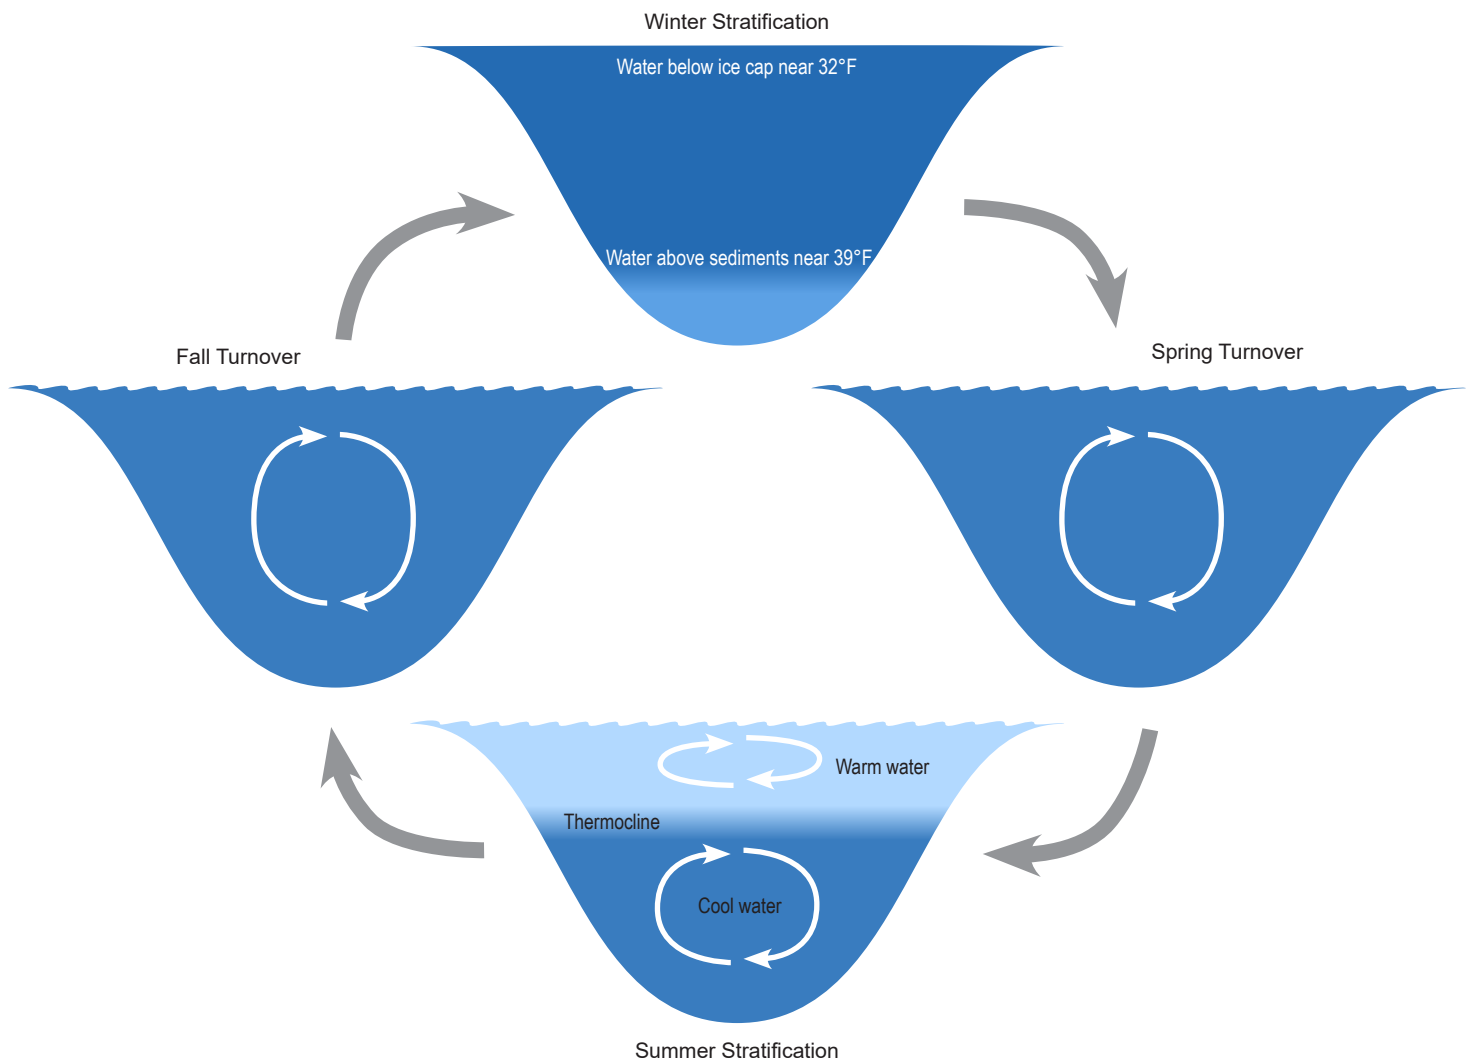 Winter Stratification
Water below ice cap near 32°F
Water above sediments near 39°F
Fall Turnover
Spring Turnover
Warm water
Thermocline
Cool water
Summer Stratification